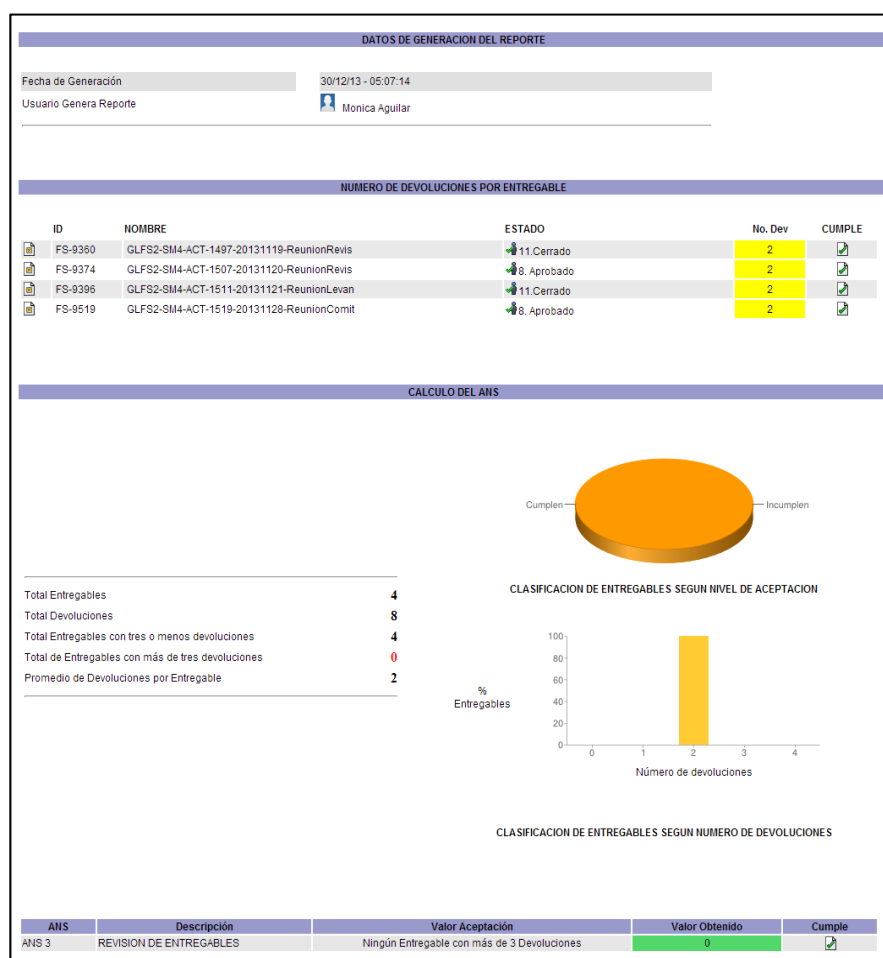 DATOS DE GENERACION DEL REPORTE
Fecha de Generación 30/12/13 - 05:07:14
Usuario Genera Reporte Monica Aguilar
NUMERO DE DEVOLUCIONES POR ENTREGABLE
ID NOMBRE ESTADO No. Dev CUMPLE
FS-9360 GLFS2-SM4-ACT-1497-20131119-ReunionRevis 11.Cerrado 2
FS-9374 GLFS2-SM4-ACT-1507-20131120-ReunionRevis 8. Aprobado 2
FS-9396 GLFS2-SM4-ACT-1511-20131121-ReunionLevan 11.Cerrado 2
FS-9519 GLFS2-SM4-ACT-1519-20131128-ReunionComit 8. Aprobado 2
CALCULO DEL ANS
Cumplen Incumplen
CLASIFICACION DE ENTREGABLES SEGUN NIVEL DE ACEPTACION
Total Entregables 4
Total Devoluciones 8
Total Entregables con tres o menos devoluciones 4
Total de Entregables con más de tres devoluciones 0
Promedio de Devoluciones por Entregable 2
100
80
60
40
20
0
%
Entregables
0 1 2 3 4
Número de devoluciones
CLASIFICACION DE ENTREGABLES SEGUN NUMERO DE DEVOLUCIONES
ANS Descripción Valor Aceptación Valor Obtenido Cumple
ANS 3 REVISION DE ENTREGABLES Ningún Entregable con más de 3 Devoluciones 0